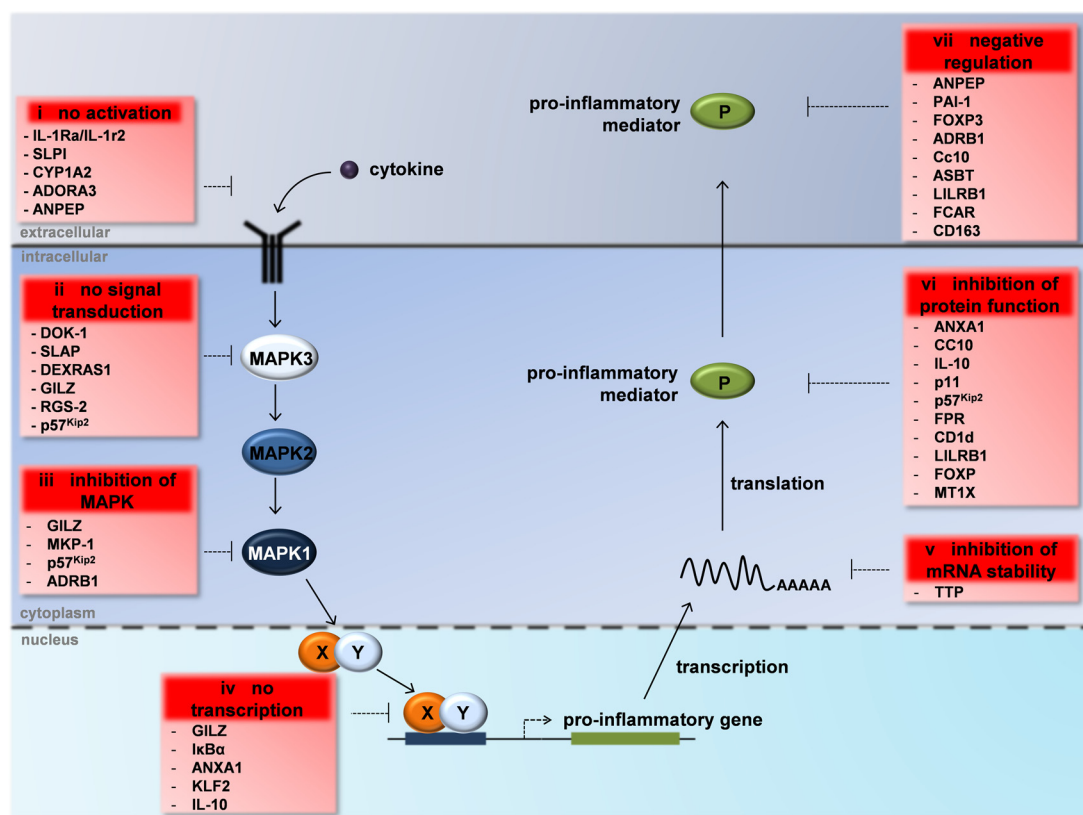 i no activation
- IL-1Ra/IL-1r2
- SLPI
- CYP1A2
- ADORA3
- ANPEP
extracellular
intracellular
cytokine
ii no signal
transduction
- DOK-1
- SLAP
- DEXRAS1
- GILZ
- RGS-2
- p57Kip2
MAPK3
MAPK2
iii inhibition of
MAPK
- GILZ
- MKP-1
- p57Kip2
- ADRB1
MAPK1
cytoplasm
nucleus
X Y
iv no
transcription
- GILZ
- IκBα
- ANXA1
- KLF2
- IL-10
X Y
pro-inflammatory gene
transcription
AAAAA
translation
pro-inflammatory
mediator
P
pro-inflammatory
mediator
P
vii negative
regulation
- ANPEP
- PAI-1
- FOXP3
- ADRB1
- Cc10
- ASBT
- LILRB1
- FCAR
- CD163
vi inhibition of
protein function
- ANXA1
- CC10
- IL-10
- p11
- p57Kip2
- FPR
- CD1d
- LILRB1
- FOXP
- MT1X
v inhibition of
mRNA stability
- TTP